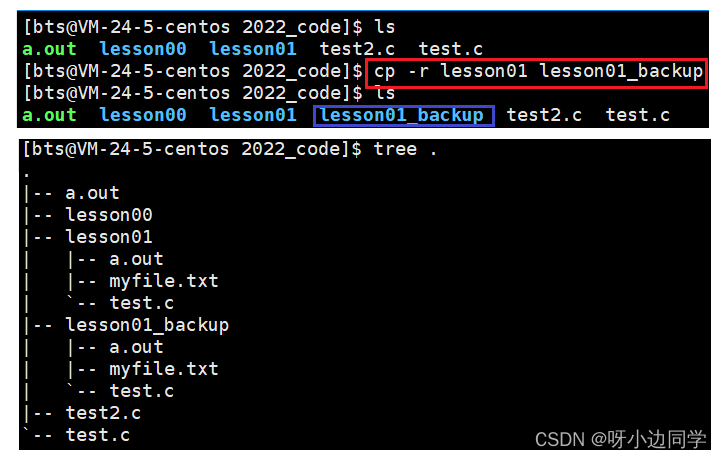 [bts@VM-24-5-centos 2022_code]$ ls
a.out  lesson00  lesson01  test2.c  test.c
[bts@VM-24-5-centos 2022_code]$ cp -r lesson01 lesson01_backup
[bts@VM-24-5-centos 2022_code]$ ls
a.out  lesson00  lesson01  lesson01_backup  test2.c  test.c
[bts@VM-24-5-centos 2022_code]$ tree .
.
|-- a.out
|-- lesson00
|-- lesson01
|   |-- a.out
|   |-- myfile.txt
|   `-- test.c
|-- lesson01_backup
|   |-- a.out
|   |-- myfile.txt
|   `-- test.c
|-- test2.c
`-- test.c
CSDN @呀小边同学